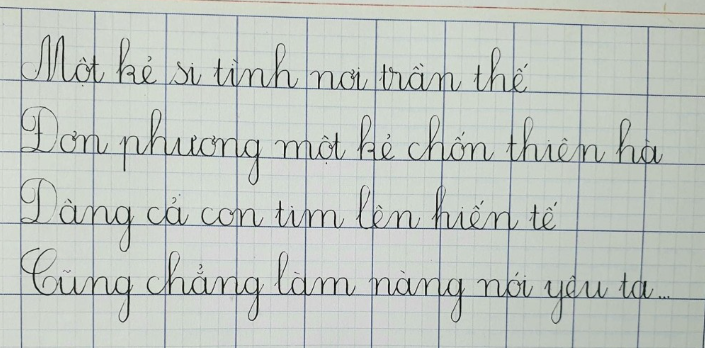 Một kẻ si tình nơi trần thế
Đơn phương một kẻ chốn thiên hà
Dâng cả con tim lên hiến tế
Cũng chẳng làm nàng nói yêu ta...